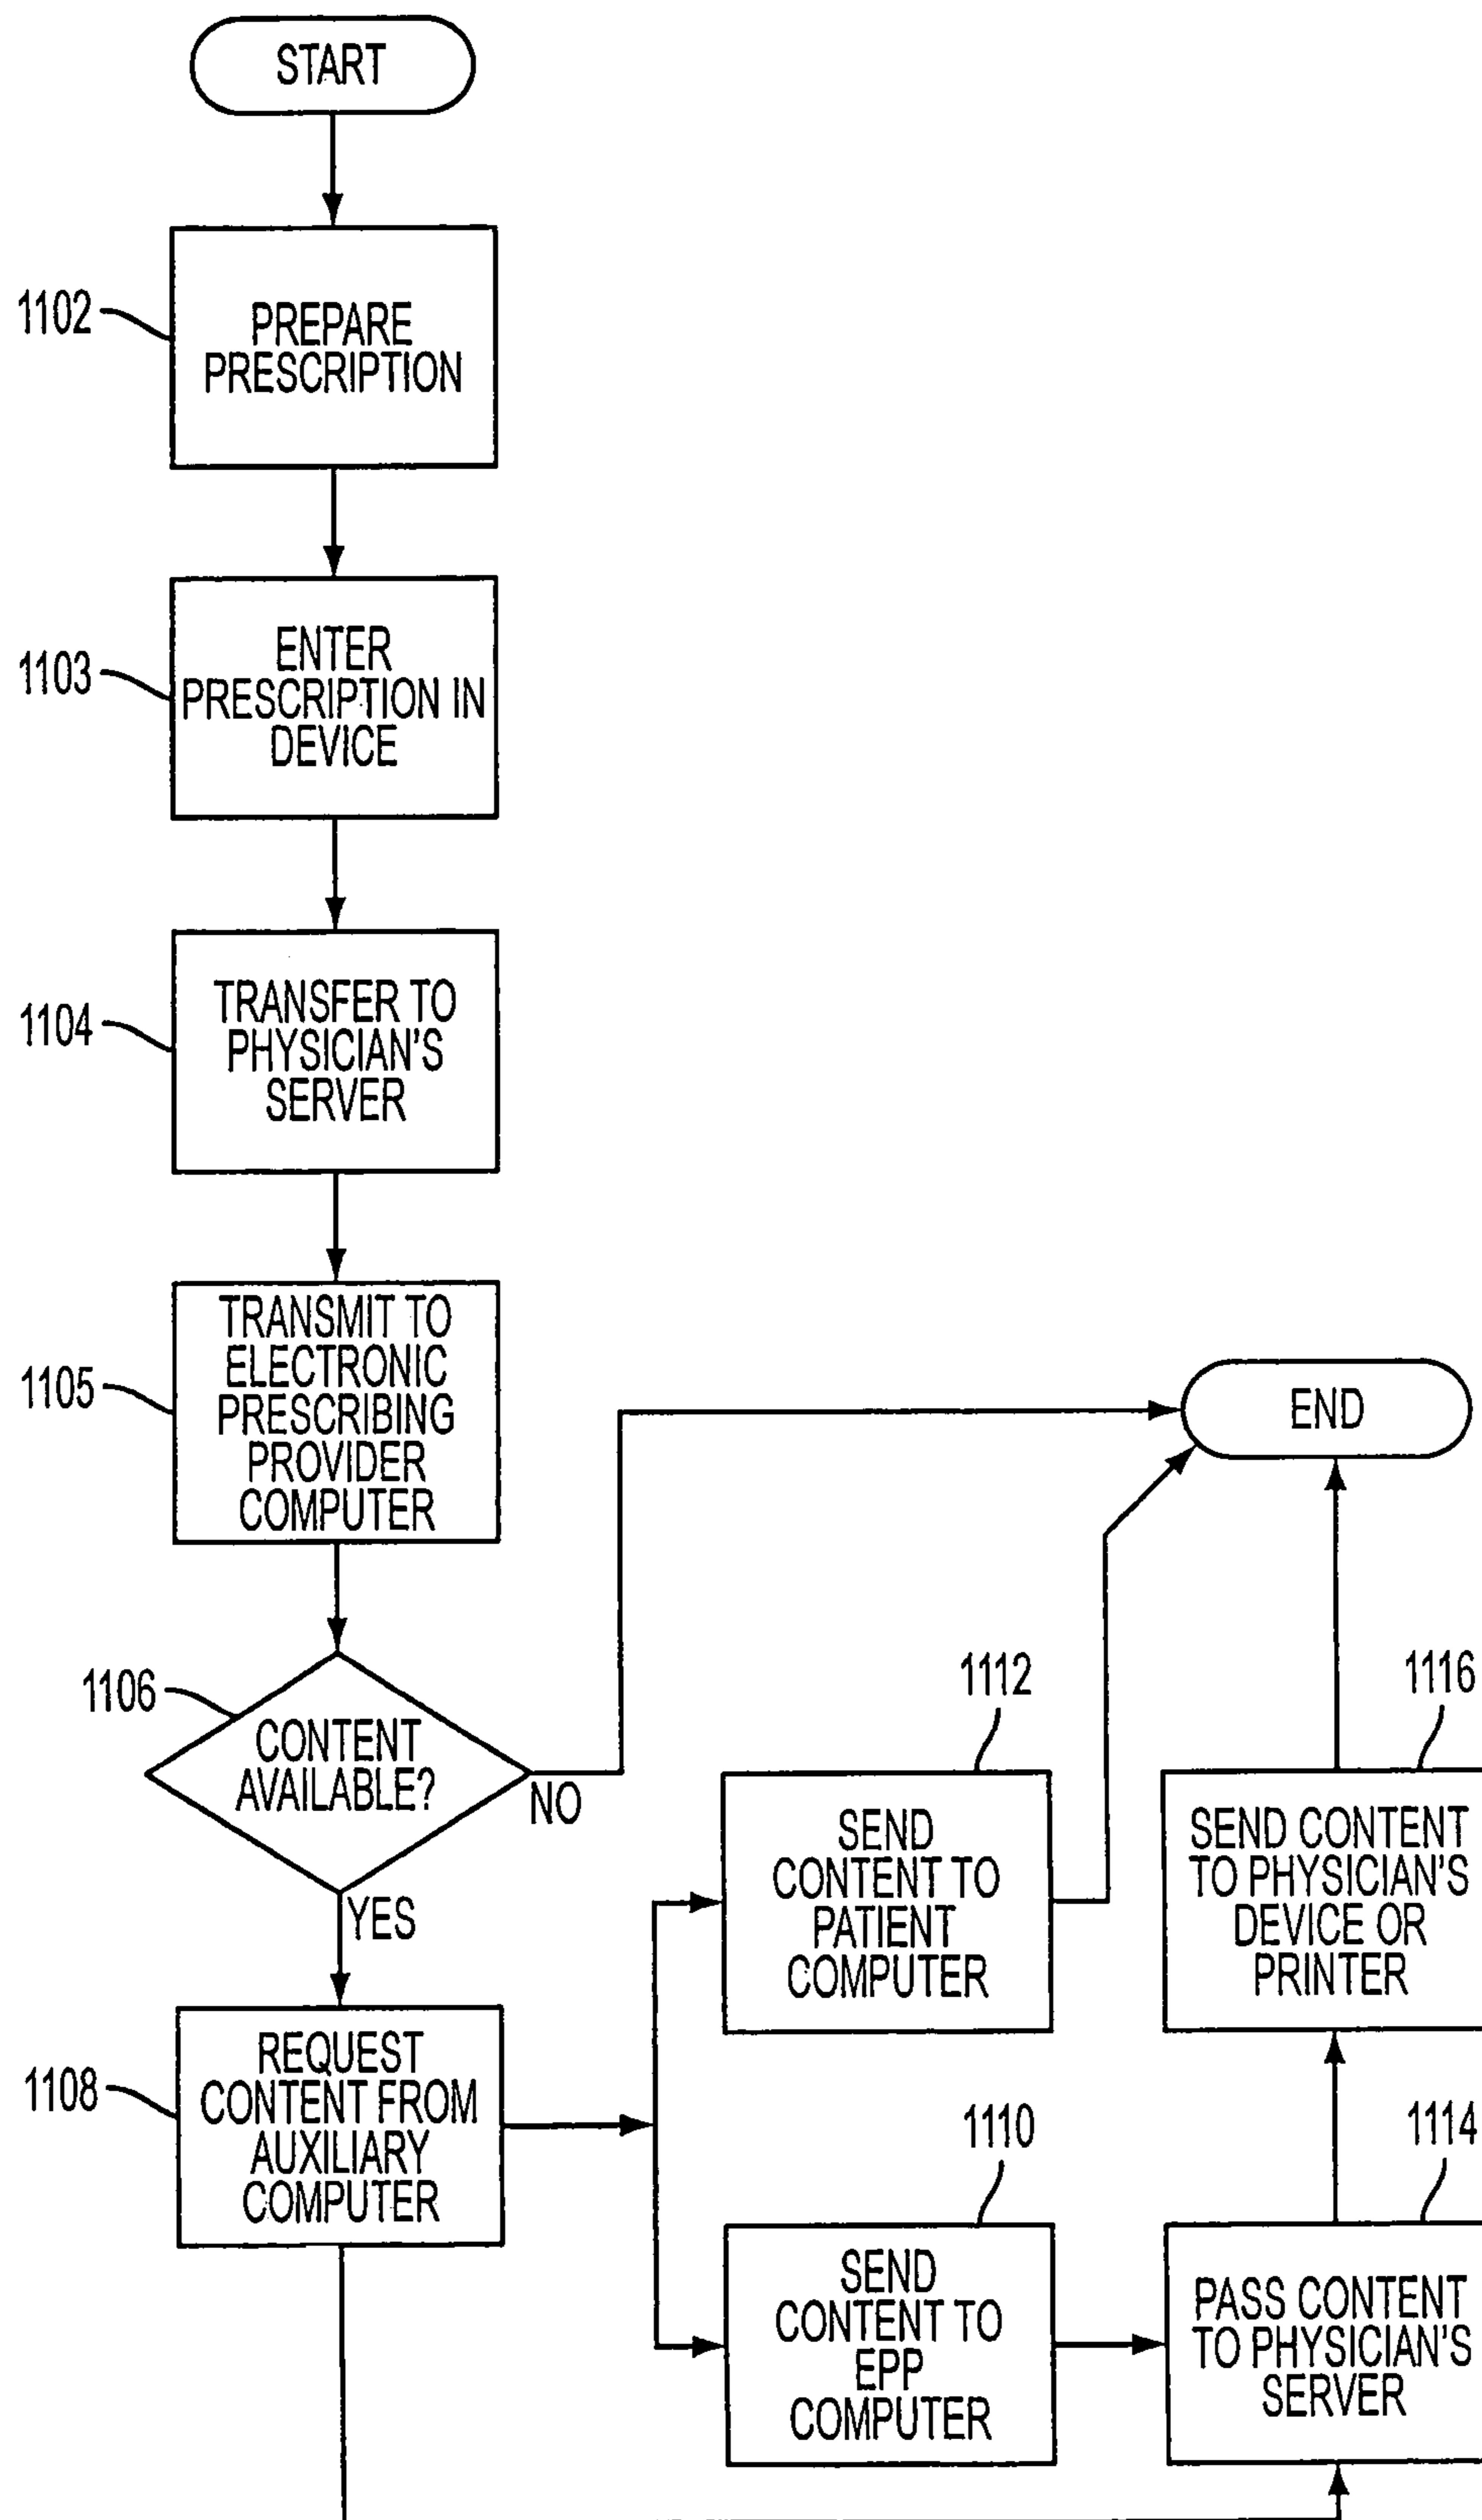 START
1102
PREPARE
PRESCRIPTION
1103
ENTER
PRESCRIPTION IN
DEVICE
1104
TRANSFER TO
PHYSICIAN'S
SERVER
1105
TRANSMIT TO
ELECTRONIC
PRESCRIBING
PROVIDER
COMPUTER
END
1106
CONTENT
AVAILABLE?
NO
YES
1112
SEND
CONTENT TO
PATIENT
COMPUTER
1116
SEND CONTENT
TO PHYSICIAN'S
DEVICE OR
PRINTER
1108
REQUEST
CONTENT FROM
AUXILIARY
COMPUTER
1110
SEND
CONTENT TO
EPP
COMPUTER
1114
PASS CONTENT
TO PHYSICIAN'S
SERVER